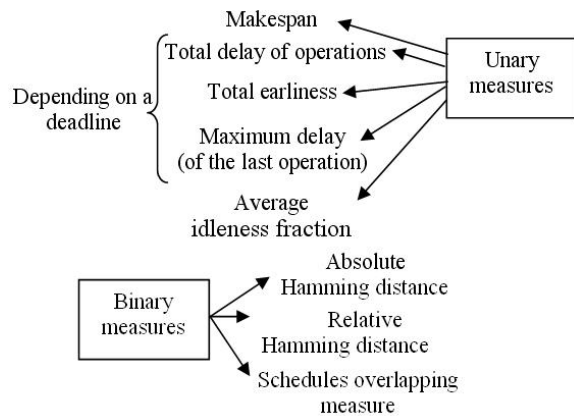 Makespan
Total delay of operations
Unary
measures
Depending on a
deadline
Total earliness
Maximum delay
(of the last operation)
Average
idleness fraction
Binary
measures
Absolute
Hamming distance
Relative
Hamming distance
Schedules overlapping
measure